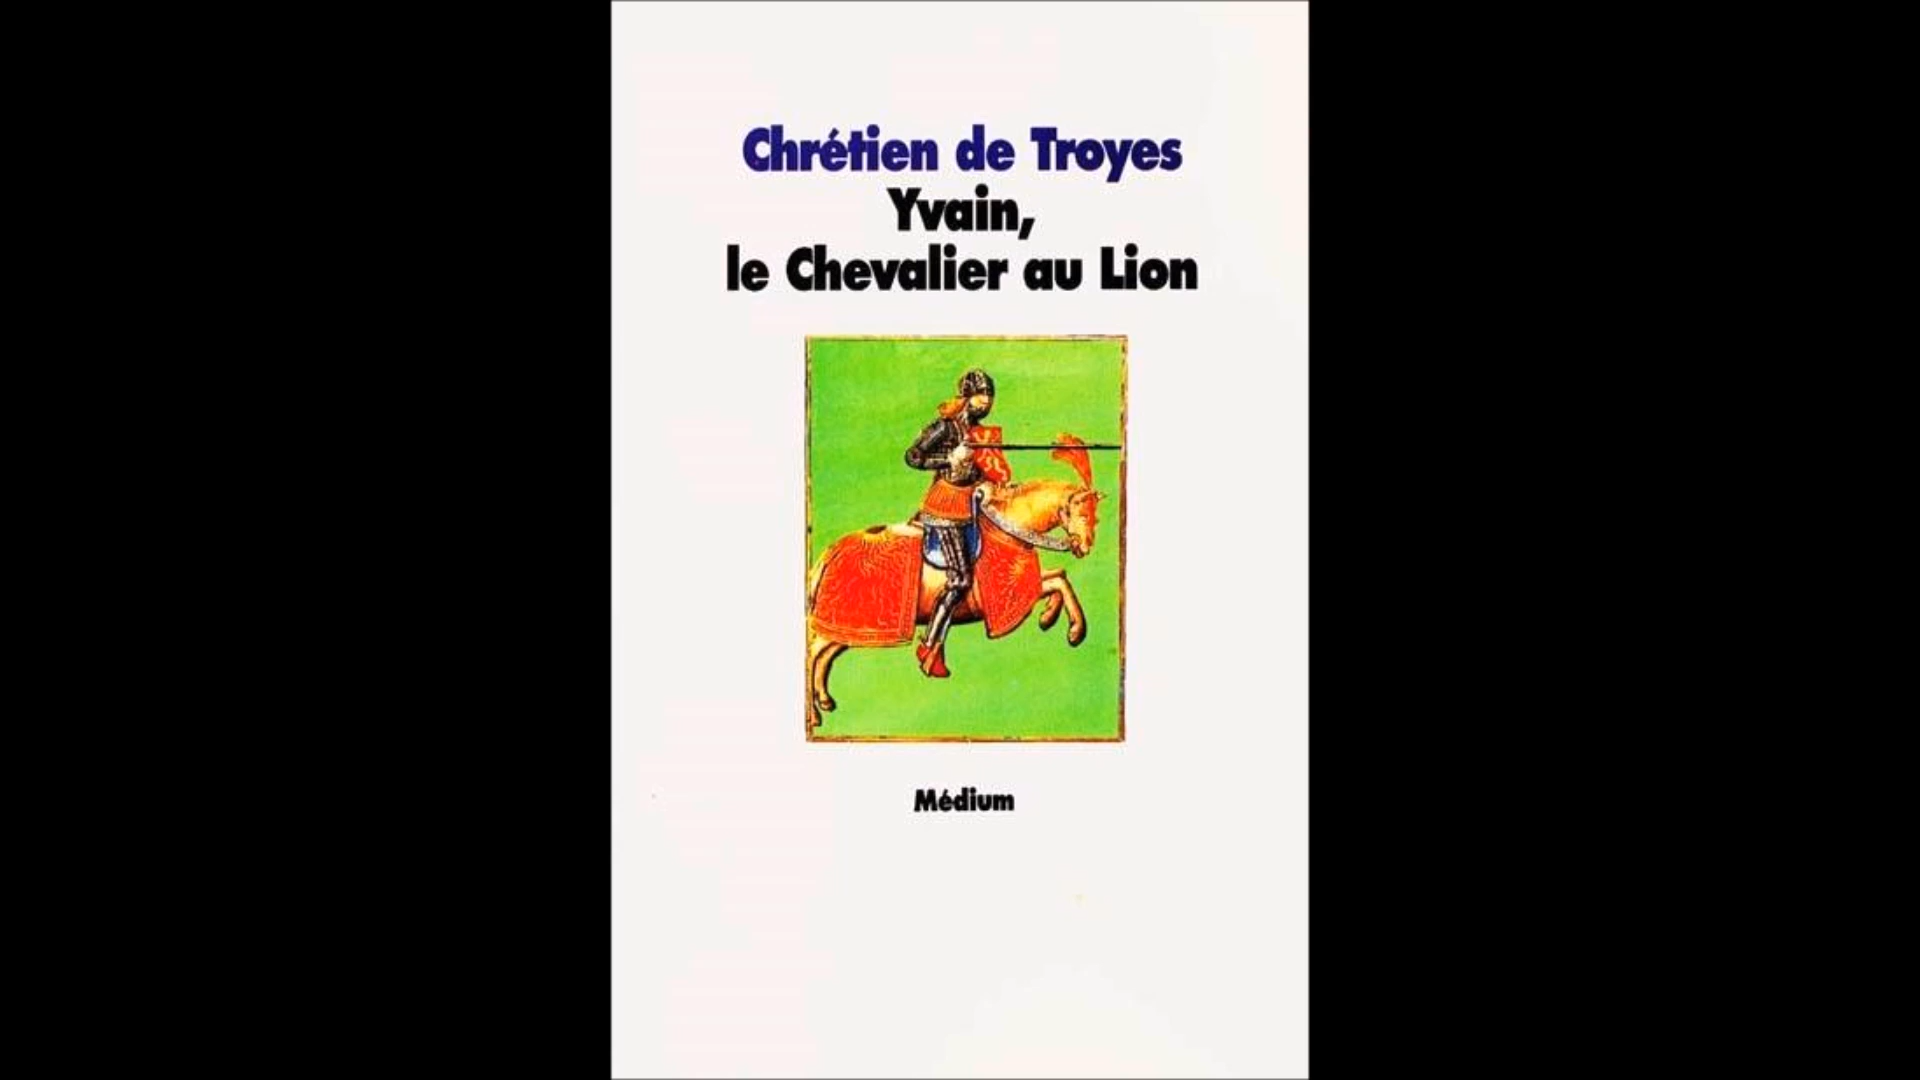 Chrétien de Troyes
Yvain,
le Chevalier au Lion
Médium